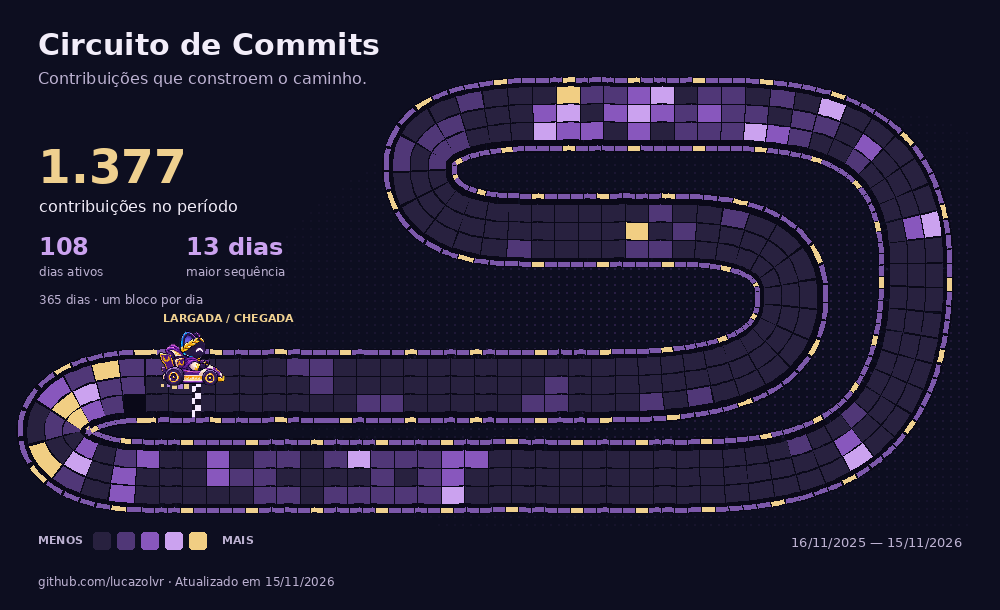 Circuito de Commits
Contribuições que constroem o caminho.
1.377
contribuições no período
108
dias ativos
13 dias
maior sequência
365 dias · um bloco por dia
LARGADA / CHEGADA
MENOS
MAIS
16/11/2025 — 15/11/2026
github.com/lucazolvr · Atualizado em 15/11/2026